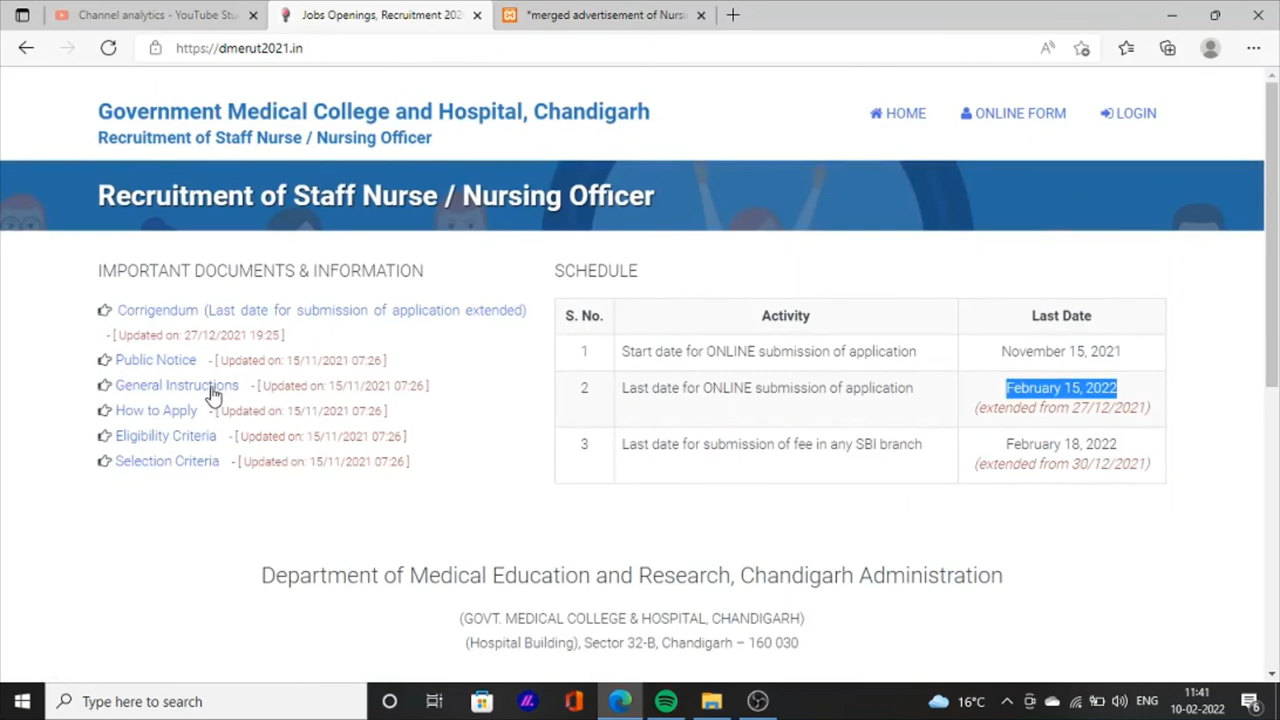 Channel analytics - YouTube Stu
Jobs Openings, Recruitment 202
*merged advertisement of Nursi
https://dmerut2021.in
Government Medical College and Hospital, Chandigarh
Recruitment of Staff Nurse / Nursing Officer
HOME
ONLINE FORM
LOGIN
Recruitment of Staff Nurse / Nursing Officer
IMPORTANT DOCUMENTS & INFORMATION
Corrigendum (Last date for submission of application extended)
- [ Updated on: 27/12/2021 19:25 ]
Public Notice - [ Updated on: 15/11/2021 07:26 ]
General Instructions - [ Updated on: 15/11/2021 07:26 ]
How to Apply - [ Updated on: 15/11/2021 07:26 ]
Eligibility Criteria - [ Updated on: 15/11/2021 07:26 ]
Selection Criteria - [ Updated on: 15/11/2021 07:26 ]
SCHEDULE
S. No. Activity Last Date
1 Start date for ONLINE submission of application November 15, 2021
2 Last date for ONLINE submission of application February 15, 2022
(extended from 27/12/2021)
3 Last date for submission of fee in any SBI branch February 18, 2022
(extended from 30/12/2021)
Department of Medical Education and Research, Chandigarh Administration
(GOVT. MEDICAL COLLEGE & HOSPITAL, CHANDIGARH)
(Hospital Building), Sector 32-B, Chandigarh – 160 030
Type here to search
16°C
ENG
11:41
10-02-2022
6